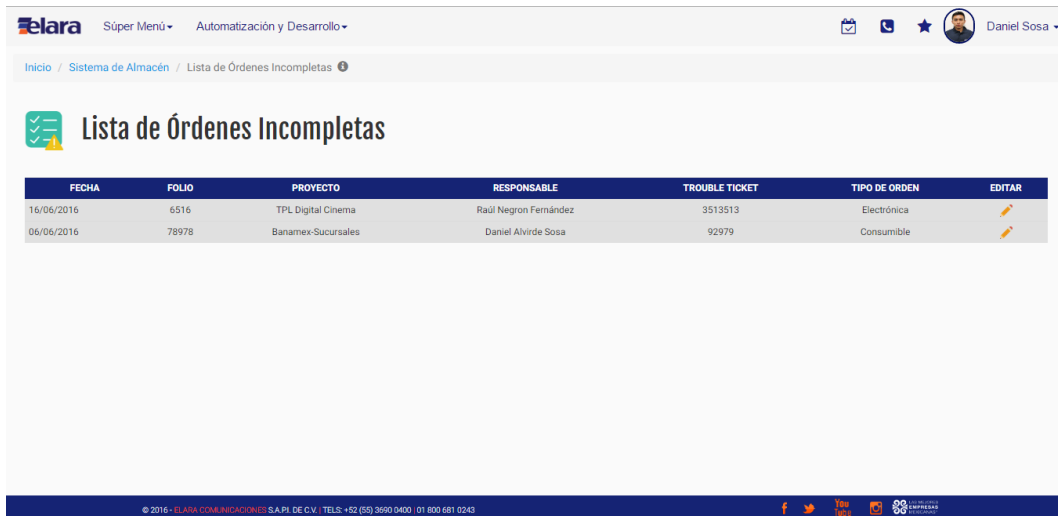 elara Súper Menú Automatización y Desarrollo Daniel Sosa
Inicio / Sistema de Almacén / Lista de Órdenes Incompletas
Lista de Órdenes Incompletas
FECHA FOLIO PROYECTO RESPONSABLE TROUBLE TICKET TIPO DE ORDEN EDITAR
16/06/2016 6516 TPL Digital Cinema Raúl Negron Fernández 3513513 Electrónica
06/06/2016 78978 Banamex-Sucursales Daniel Alvirde Sosa 92979 Consumible
© 2016 - ELARA COMUNICACIONES S.A.P.I. DE C.V. | TELS: +52 (55) 3690 0400 | 01 800 681 0243
You Tube
LAS MEJORES
EMPRESAS
MEXICANAS